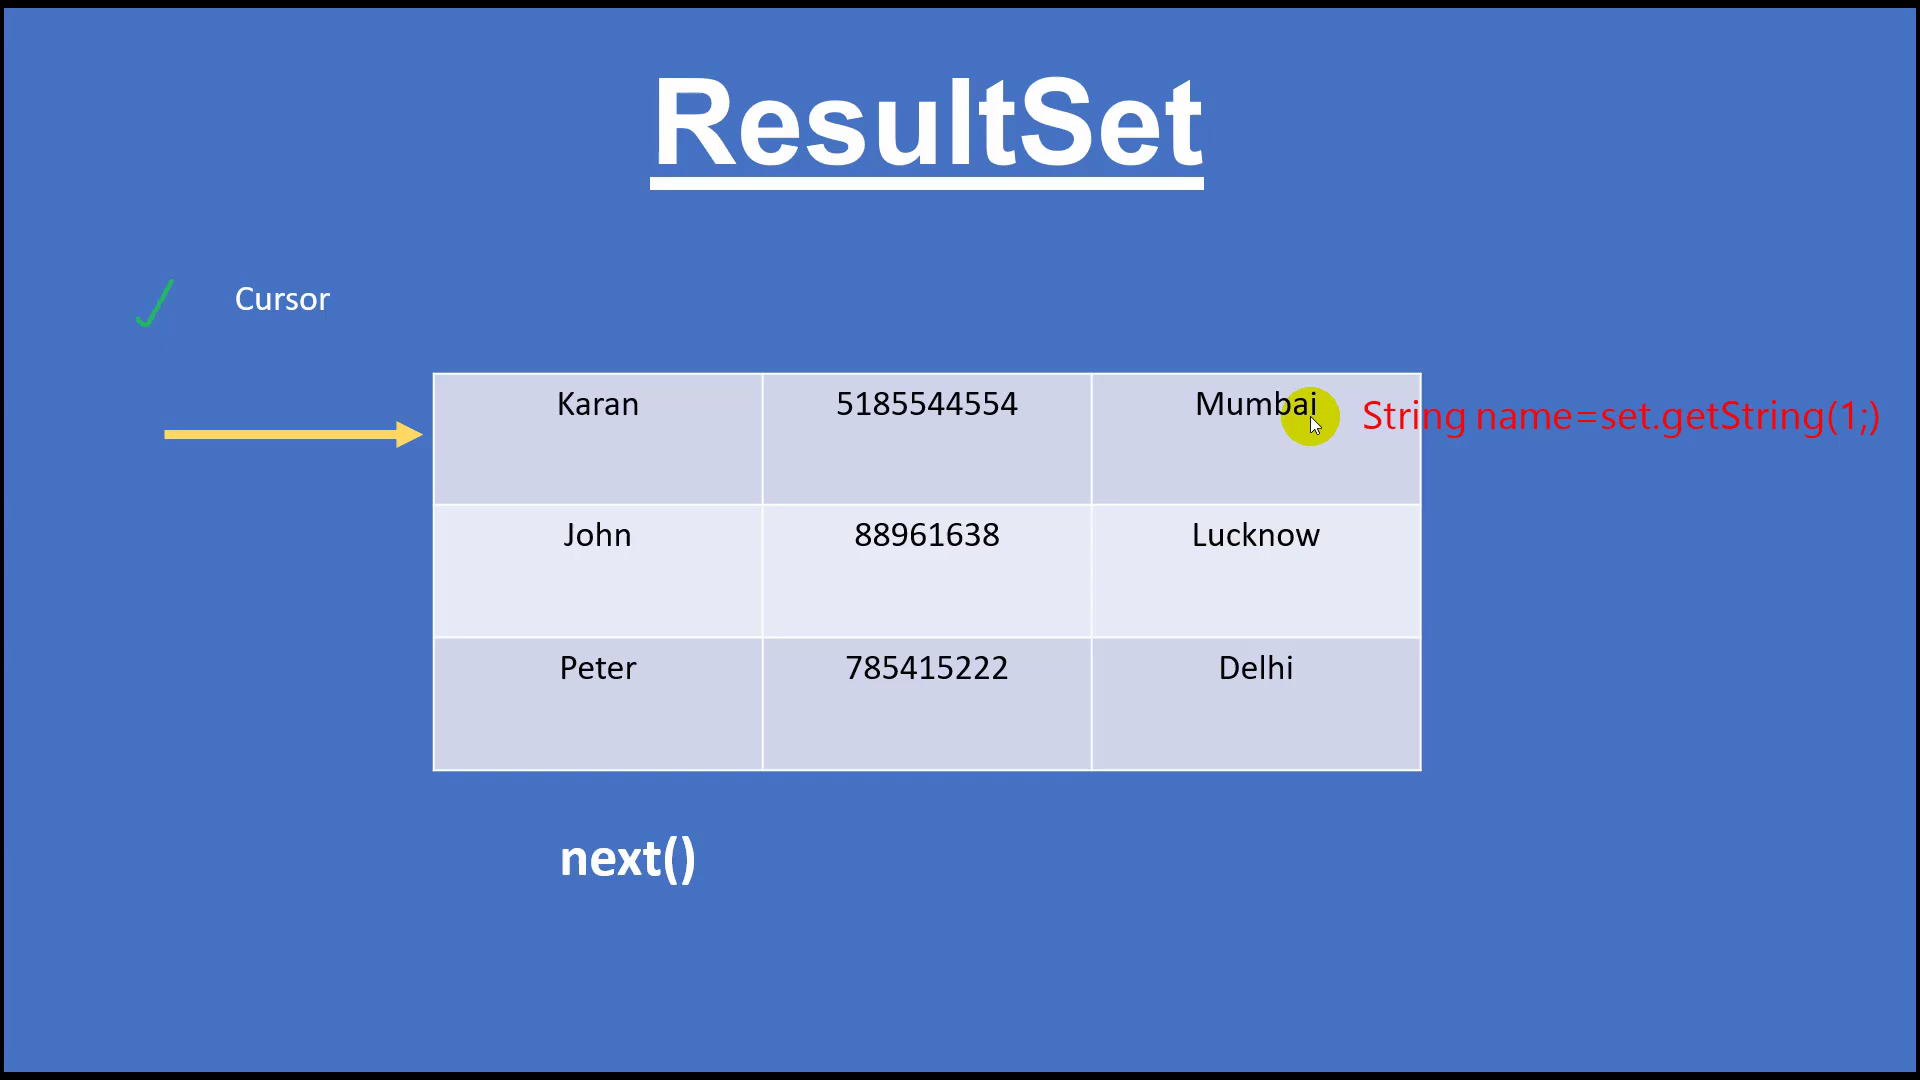 ResultSet
Cursor
Karan 5185544554 Mumbai String name=set.getString(1;)
John 88961638 Lucknow
Peter 785415222 Delhi
next()